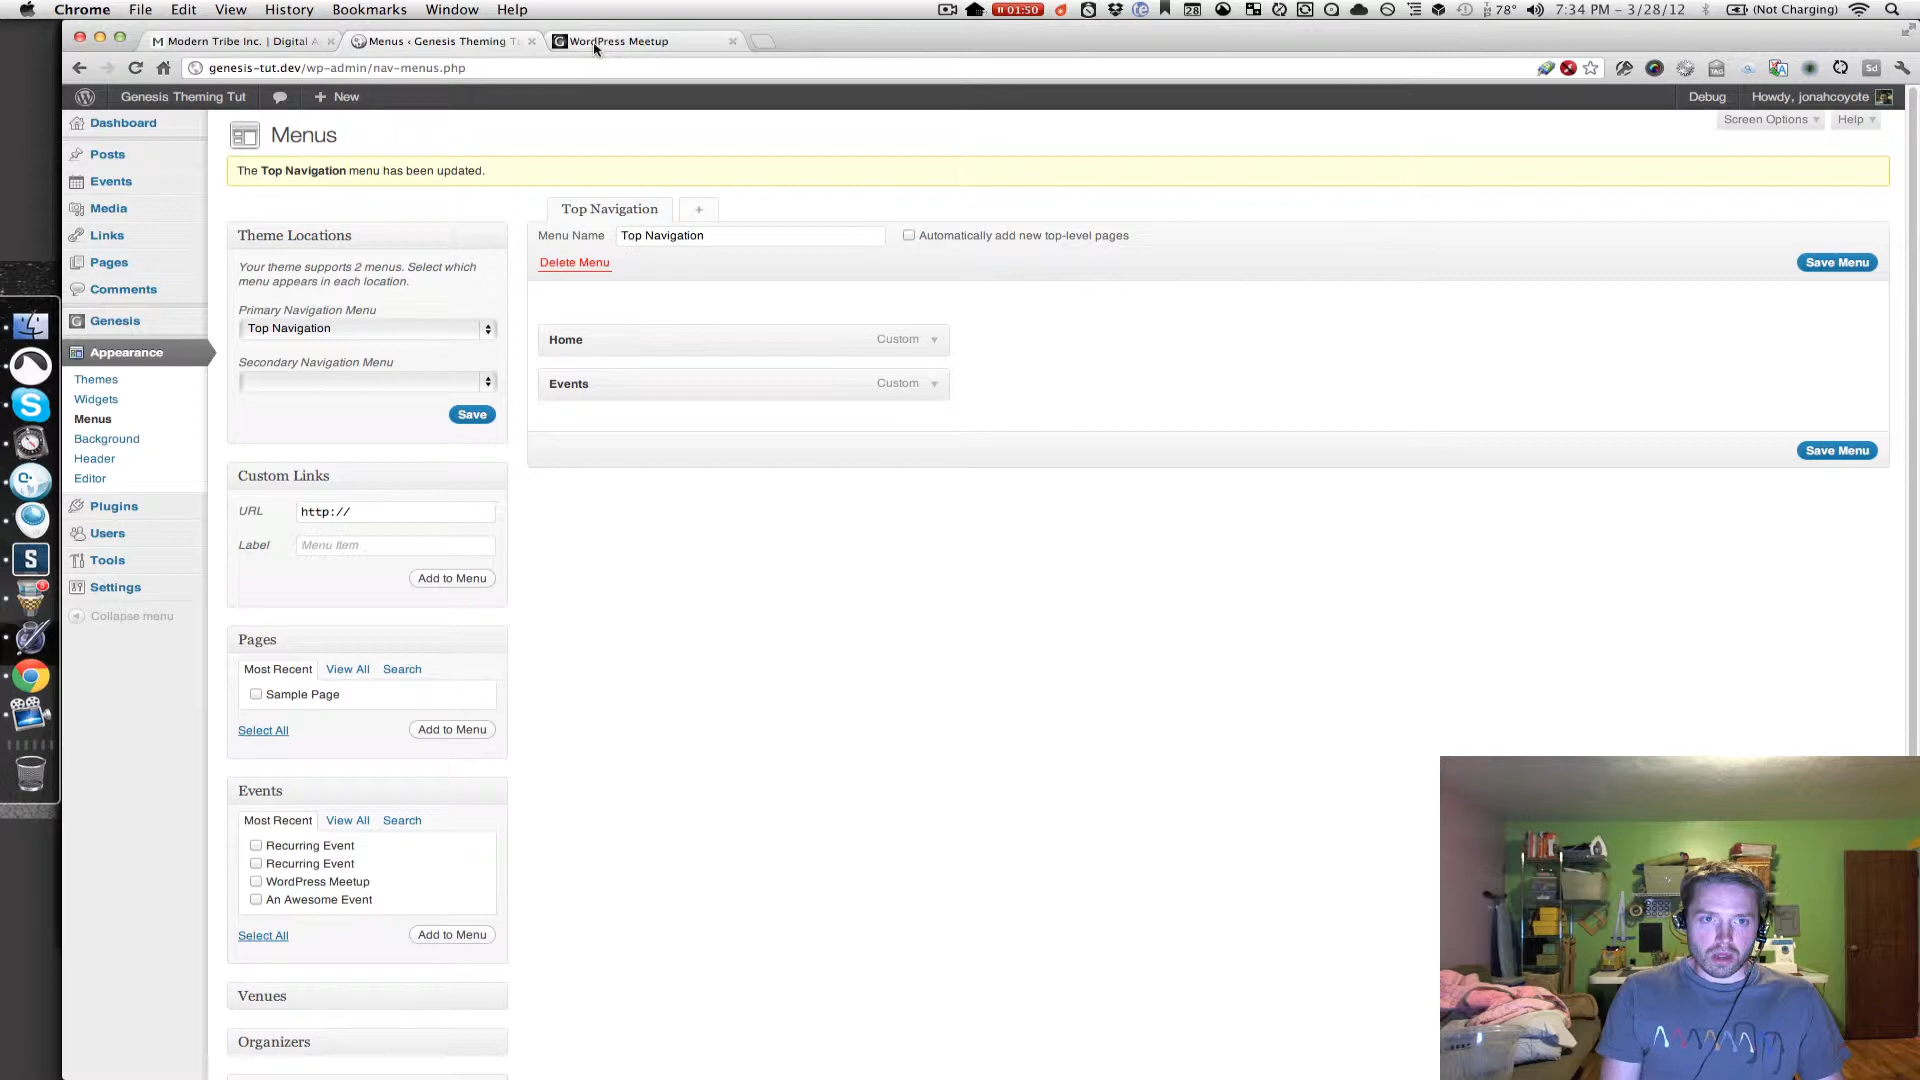 Chrome File Edit View History Bookmarks Window Help
01:50 28 78° 7:34 PM – 3/28/12 (Not Charging)
Modern Tribe Inc. | Digital A
Menus ‹ Genesis Theming Tu
WordPress Meetup
genesis-tut.dev/wp-admin/nav-menus.php
TAG Sd
Genesis Theming Tut + New Debug Howdy, jonahcoyote
Dashboard
Posts
Events
Media
Links
Pages
Comments
Genesis
Appearance
Themes
Widgets
Menus
Background
Header
Editor
Plugins
Users
Tools
Settings
Collapse menu
Screen Options Help
Menus
The Top Navigation menu has been updated.
Theme Locations
Your theme supports 2 menus. Select which
menu appears in each location.
Primary Navigation Menu
Top Navigation
Secondary Navigation Menu
Save
Custom Links
URL http://
Label Menu Item
Add to Menu
Pages
Most Recent View All Search
Sample Page
Select All Add to Menu
Events
Most Recent View All Search
Recurring Event
Recurring Event
WordPress Meetup
An Awesome Event
Select All Add to Menu
Venues
Organizers
Top Navigation +
Menu Name Top Navigation Automatically add new top-level pages
Delete Menu Save Menu
Home Custom
Events Custom
Save Menu